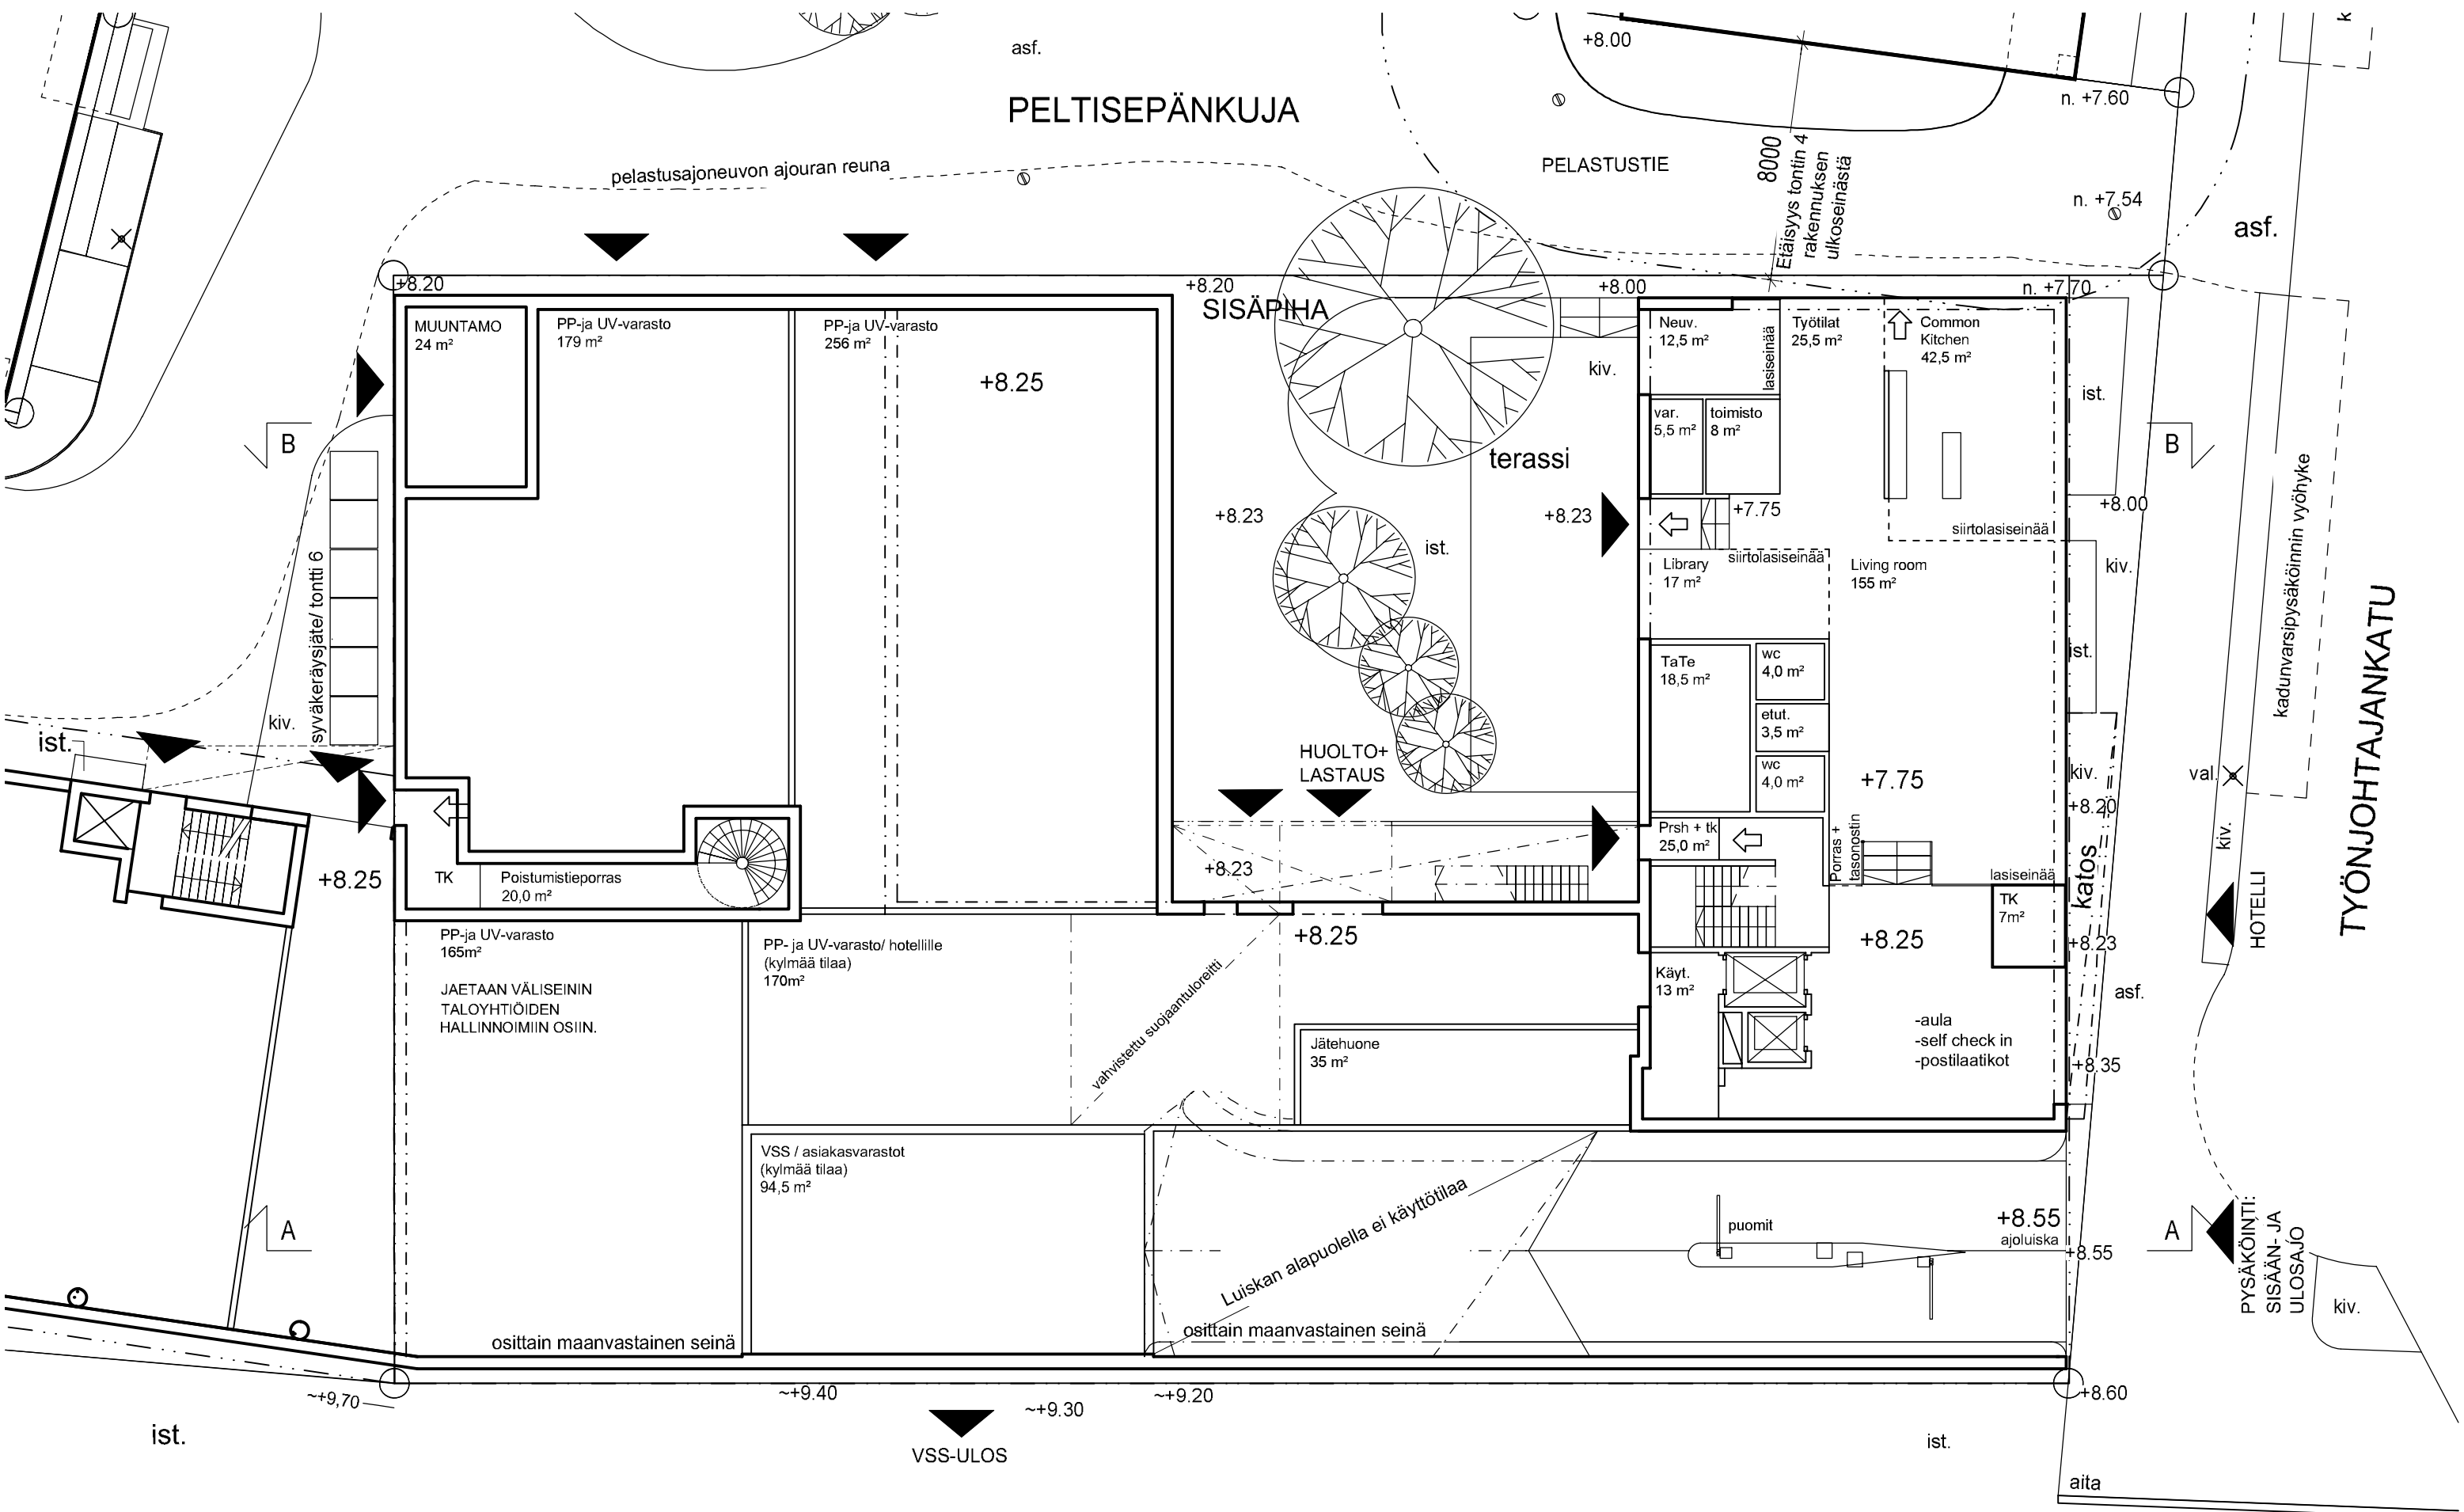 asf.
+8.00
PELTISEPÄNKUJA
n. +7.60
pelastusajoneuvon ajouran reuna
PELASTUSTIE
8000
Etäisyys tontin 4
rakennuksen
ulkoseinästä
n. +7.54
asf.
+8.20
+8.20
+8.00
n. +7.70
SISÄPIHA
MUUNTAMO
24 m²
PP-ja UV-varasto
179 m²
PP-ja UV-varasto
256 m²
+8.25
kiv.
Neuv.
12,5 m²
lasiseinää
Työtilat
25,5 m²
Common
Kitchen
42,5 m²
ist.
var.
5,5 m²
toimisto
8 m²
B
B
terassi
kadunvarsipysäköinnin vyöhyke
+8.23
+8.23
+7.75
+8.00
siirtolasiseinää
ist.
siirtolasiseinää
Library
17 m²
Living room
155 m²
kiv.
syväkeräysjäte/ tontti 6
TYÖNJOHTAJANKATU
ist.
TaTe
18,5 m²
wc
4,0 m²
etut.
3,5 m²
wc
4,0 m²
kiv.
ist.
HUOLTO+
LASTAUS
+7.75
kiv.
val.
+8.20
kiv.
Prsh + tk
25,0 m²
Porras +
tasonostin
+8.23
+8.25
TK
Poistumistieporras
20,0 m²
lasiseinää
katos
TK
7m²
HOTELLI
PP-ja UV-varasto
165m²
PP- ja UV-varasto/ hotellille
(kylmää tilaa)
170m²
+8.25
+8.25
+8.23
JAETAAN VÄLISEININ
TALOYHTIÖIDEN
HALLINNOIMIIN OSIIN.
vahvistettu suojaantuloreitti
Käyt.
13 m²
asf.
-aula
-self check in
-postilaatikot
Jätehuone
35 m²
+8.35
VSS / asiakasvarastot
(kylmää tilaa)
94,5 m²
Luiskan alapuolella ei käyttötilaa
puomit
+8.55
ajoluiska
+8.55
A
A
PYSÄKÖINTI:
SISÄÄN- JA
ULOSAJO
kiv.
osittain maanvastainen seinä
osittain maanvastainen seinä
~+9,70
~+9.40
~+9.30
~+9.20
+8.60
ist.
VSS-ULOS
ist.
aita